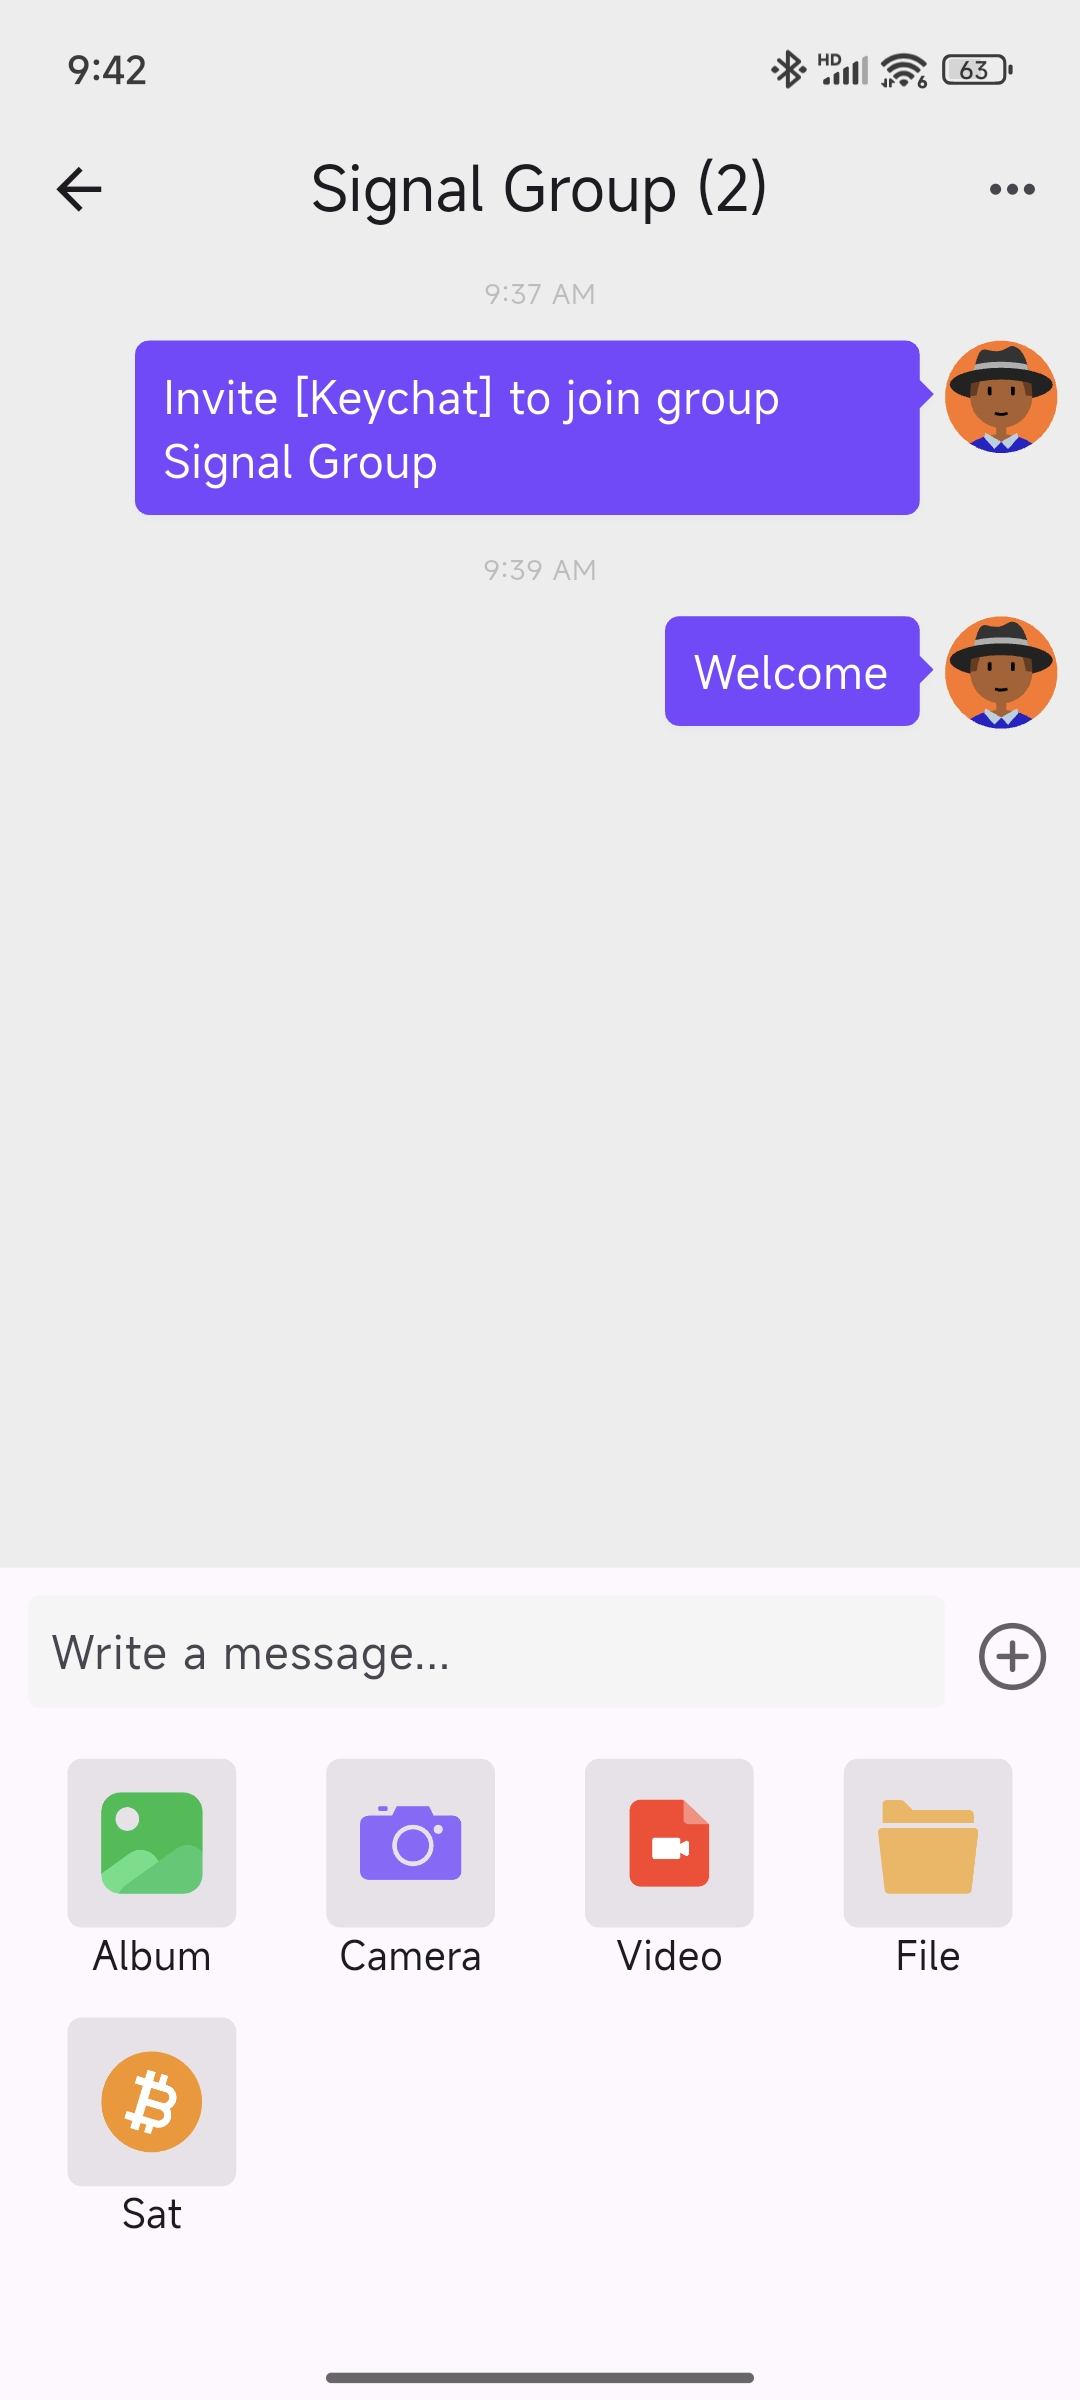 9:42
HD
6
63
Signal Group (2)
9:37 AM
Invite [Keychat] to join group
Signal Group
9:39 AM
Welcome
Write a message...
Album
Camera
Video
File
Sat